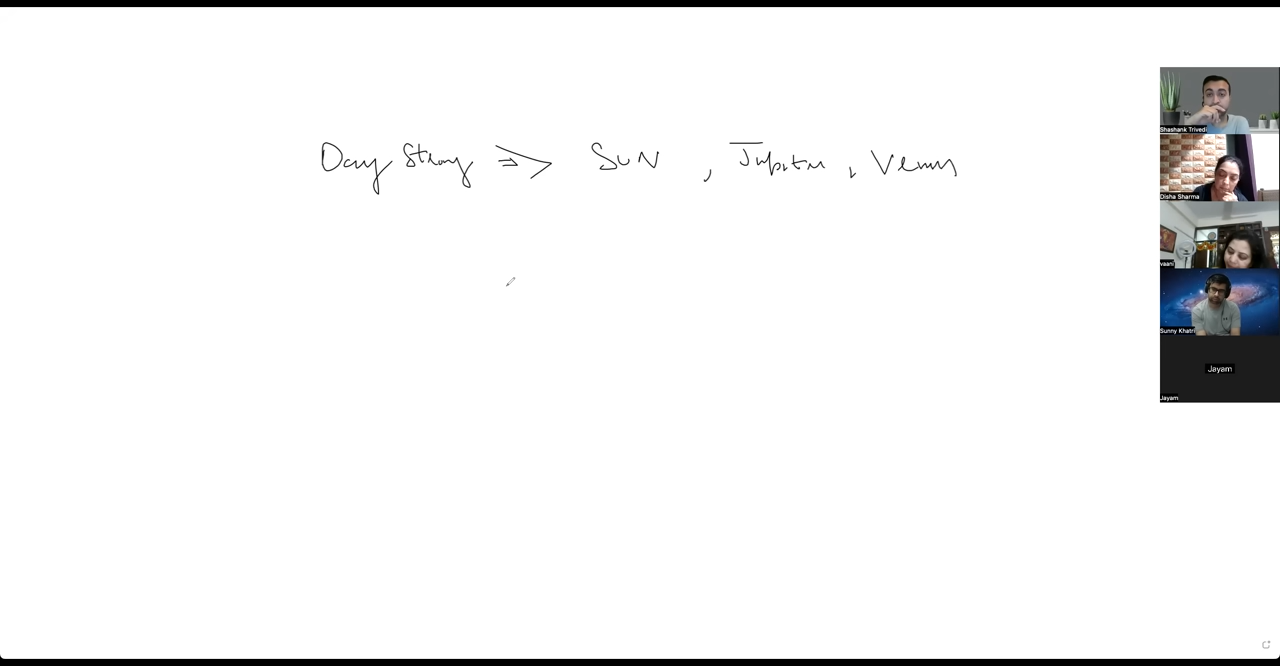 Day Strong ⇒ SUN , Jupiter , Venus
Shashank Trivedi
Disha Sharma
vaani
Sunny Khatri
Jayam
Jayam